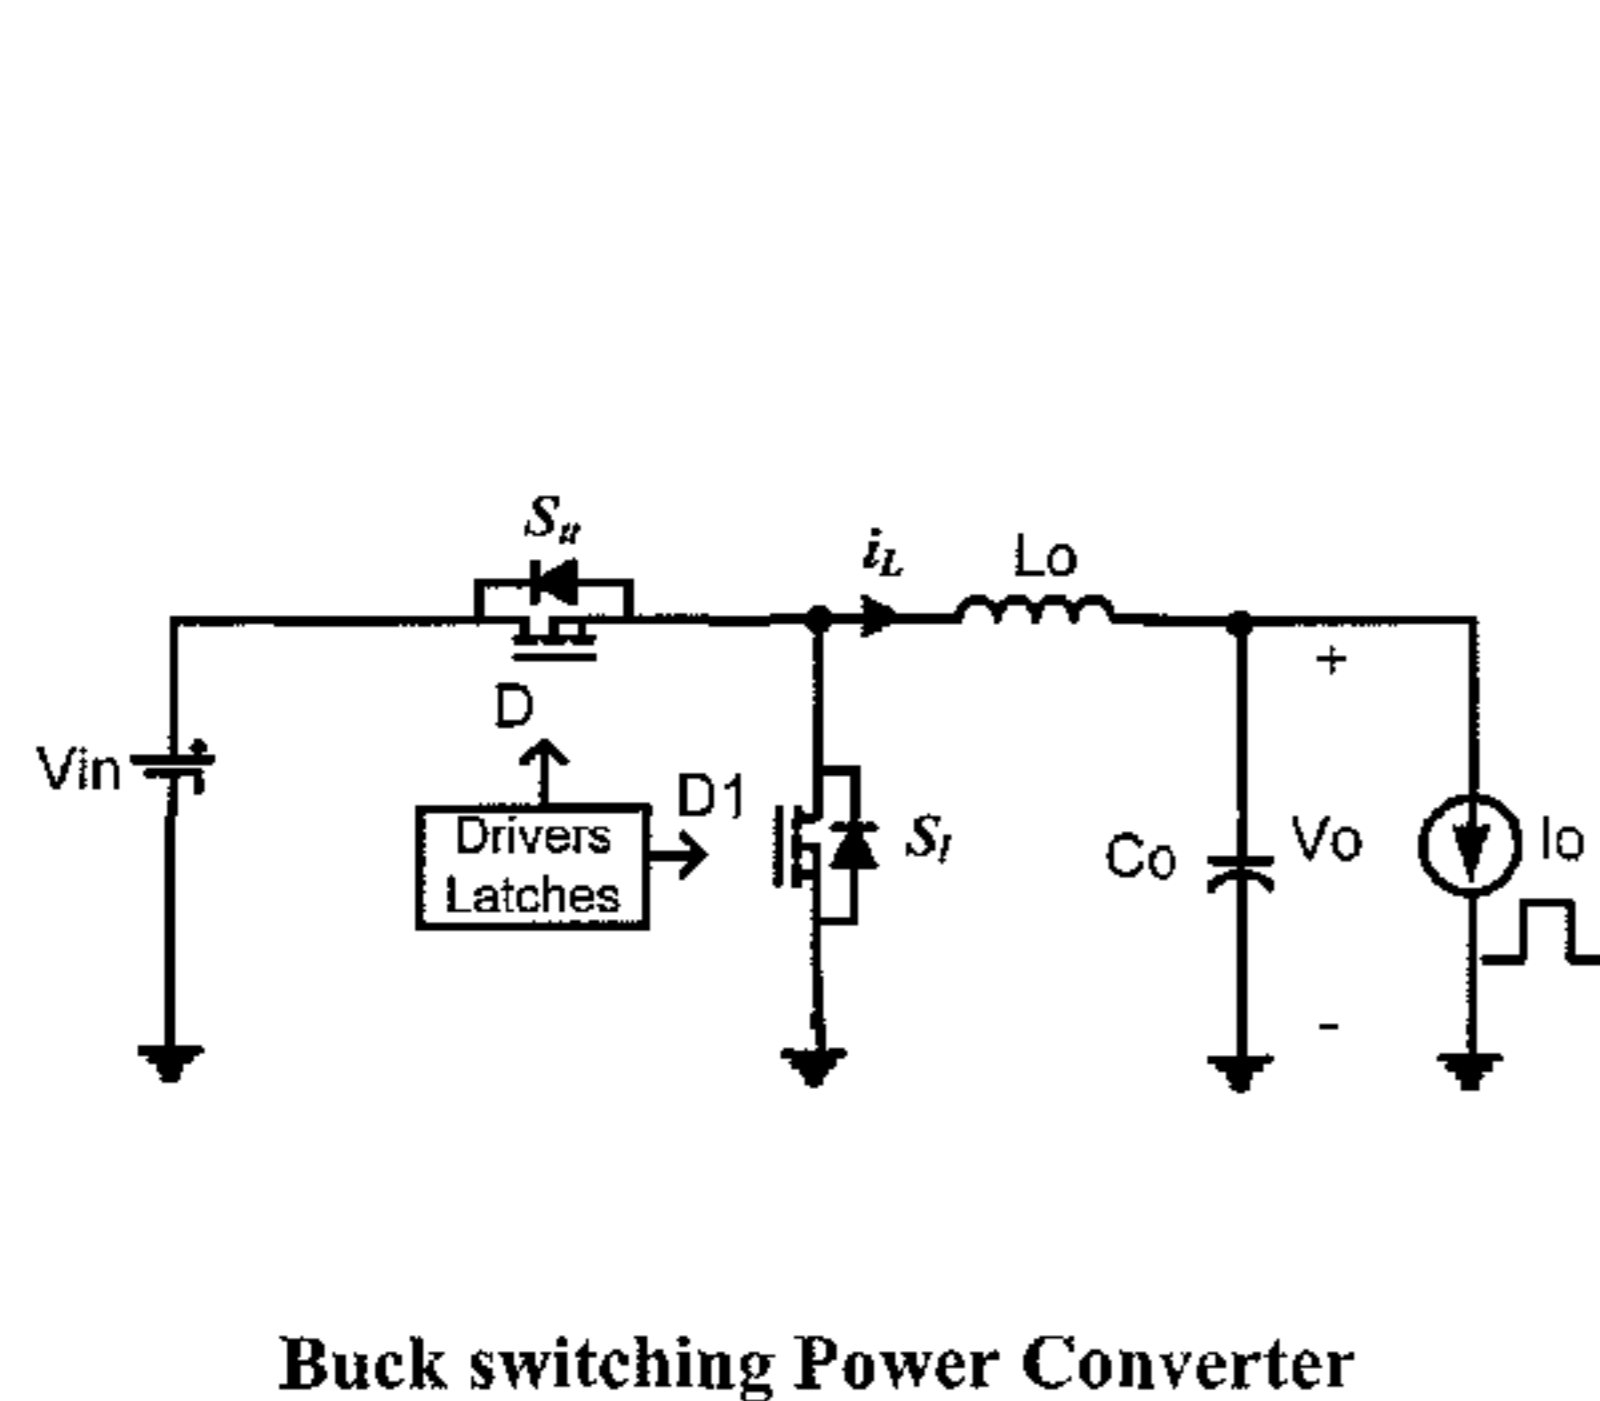 Su
iL
Lo
+
D
Vin
D1
Drivers
Latches
Sl
Co
Vo
Io
-
Buck switching Power Converter